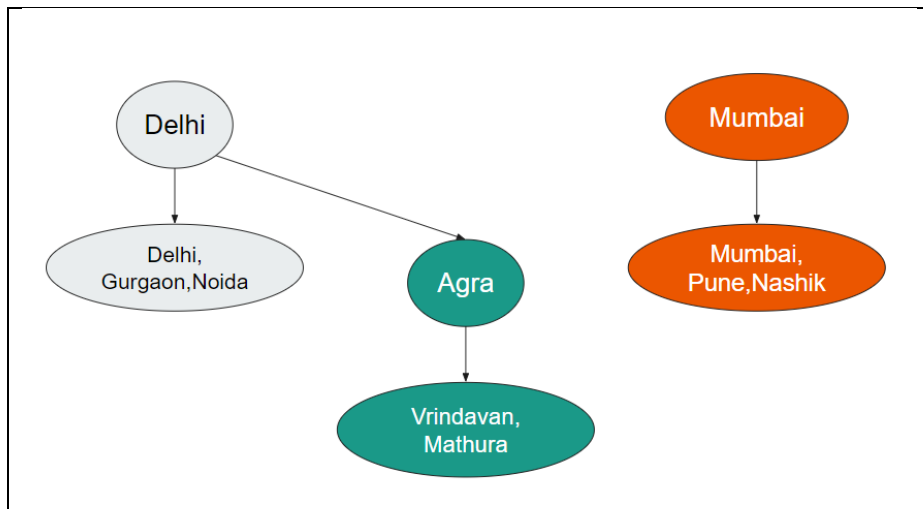 Delhi
Mumbai
Delhi,
Gurgaon,Noida
Mumbai,
Pune,Nashik
Agra
Vrindavan,
Mathura